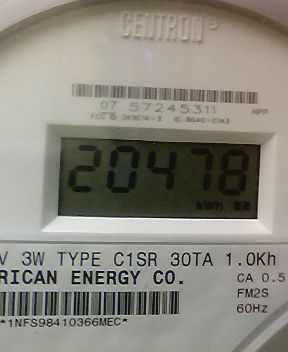 CENTRON®
07 57245311 HPP
20478
kWh
V 3W TYPE C1SR 30TA 1.0Kh
RICAN ENERGY CO. CA 0.5
FM2S
*1NFS98410366MEC* 60Hz